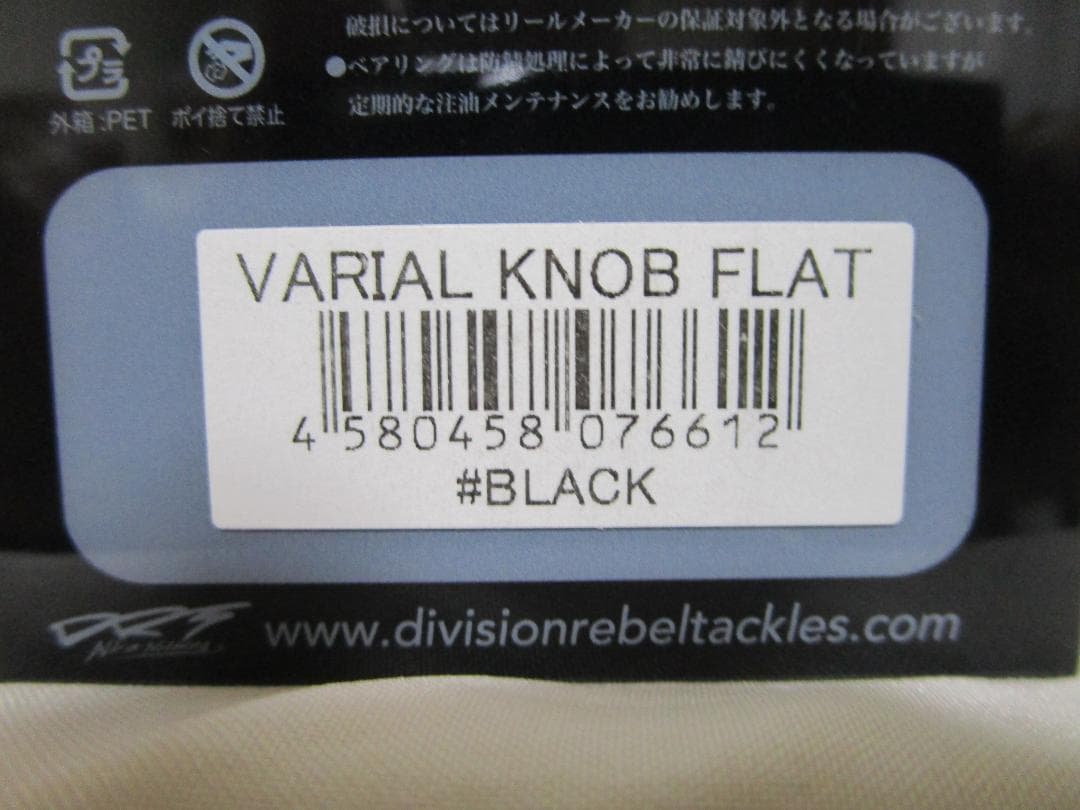 破損についてはリールメーカーの保証対象外となる場合がございます。
●ベアリングは防錆処理によって非常に錆びにくくなっていますが
定期的な注油メンテナンスをお勧めします。
プラ
外箱:PET ポイ捨て禁止
VARIAL KNOB FLAT
4 580458 076612
#BLACK
DRT
www.divisionrebeltackles.com